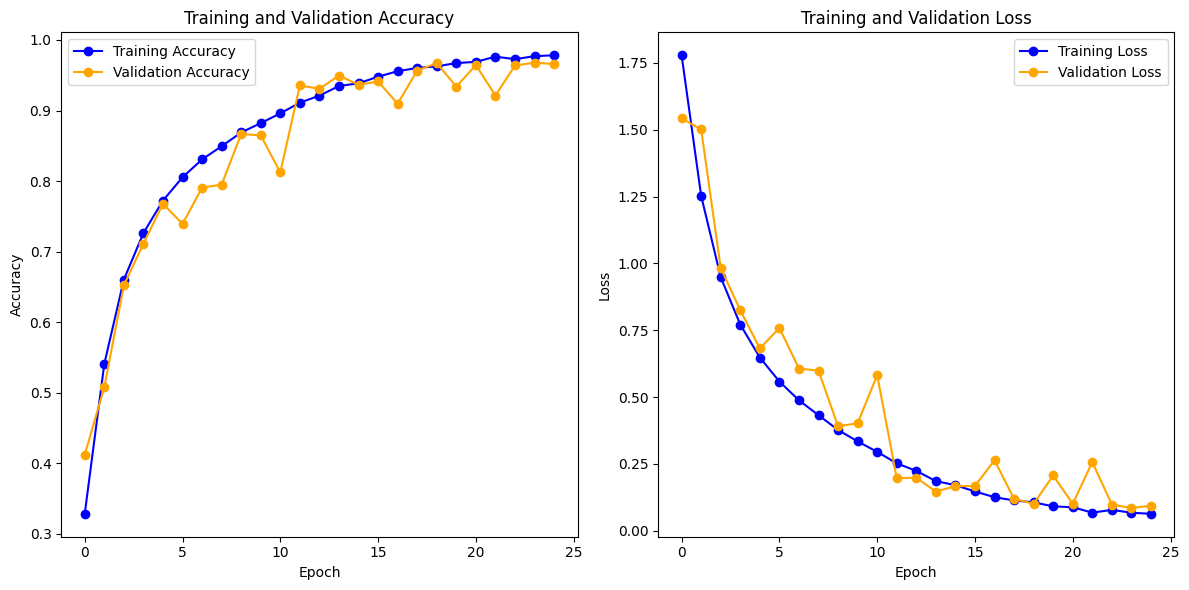 Training and Validation Accuracy
Training Accuracy
Validation Accuracy
1.0
0.9
0.8
0.7
0.6
0.5
0.4
0.3
Accuracy
0 5 10 15 20 25
Epoch
Training and Validation Loss
Training Loss
Validation Loss
1.75
1.50
1.25
1.00
0.75
0.50
0.25
0.00
Loss
0 5 10 15 20 25
Epoch